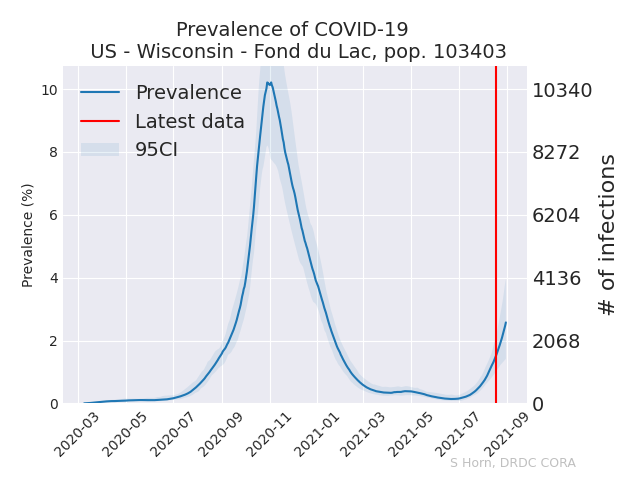 Prevalence of COVID-19
US - Wisconsin - Fond du Lac, pop. 103403
Prevalence
Latest data
95CI
Prevalence (%)
10
8
6
4
2
0
10340
8272
6204
4136
2068
0
# of infections
2020-03
2020-05
2020-07
2020-09
2020-11
2021-01
2021-03
2021-05
2021-07
2021-09
S Horn, DRDC CORA